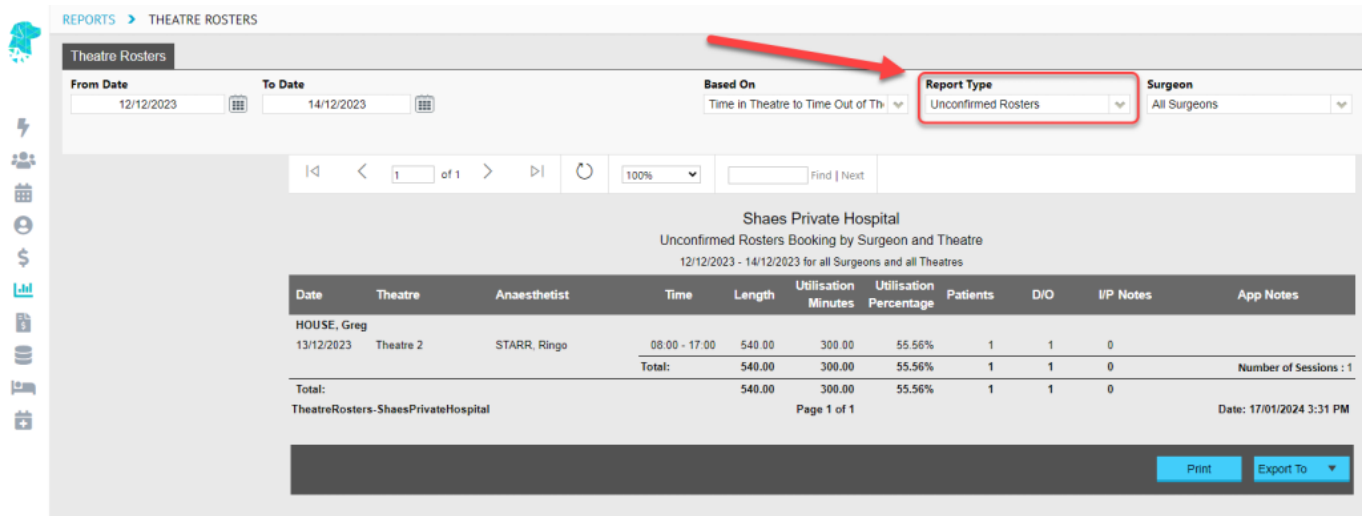 REPORTS > THEATRE ROSTERS
Theatre Rosters
From Date To Date Based On Report Type Surgeon
12/12/2023 14/12/2023 Time in Theatre to Time Out of Th Unconfirmed Rosters All Surgeons
1 of 1 100% Find | Next
Shaes Private Hospital
Unconfirmed Rosters Booking by Surgeon and Theatre
12/12/2023 - 14/12/2023 for all Surgeons and all Theatres
Date Theatre Anaesthetist Time Length Utilisation Minutes Utilisation Percentage Patients D/O I/P Notes App Notes
HOUSE, Greg
13/12/2023 Theatre 2 STARR, Ringo 08:00 - 17:00 540.00 300.00 55.56% 1 1 0
Total: 540.00 300.00 55.56% 1 1 0 Number of Sessions : 1
Total: 540.00 300.00 55.56% 1 1 0
TheatreRosters-ShaesPrivateHospital Page 1 of 1 Date: 17/01/2024 3:31 PM
Print Export To